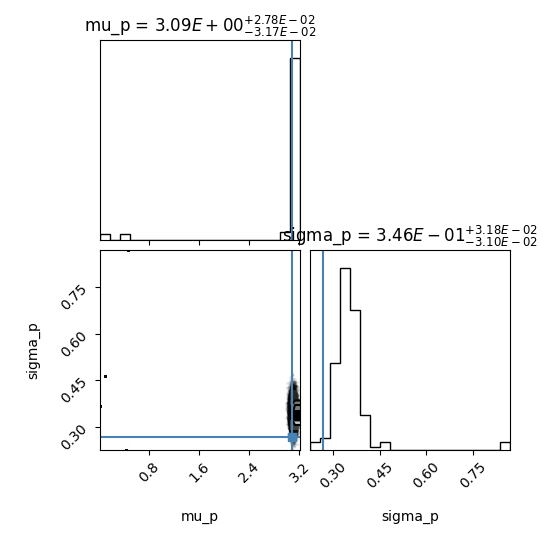 mu_p = 3.09E + 00 +2.78E − 02 −3.17E − 02
sigma_p = 3.46E − 01 +3.18E − 02 −3.10E − 02
sigma_p
0.75
0.60
0.45
0.30
0.8 1.6 2.4 3.2
0.30 0.45 0.60 0.75
mu_p
sigma_p